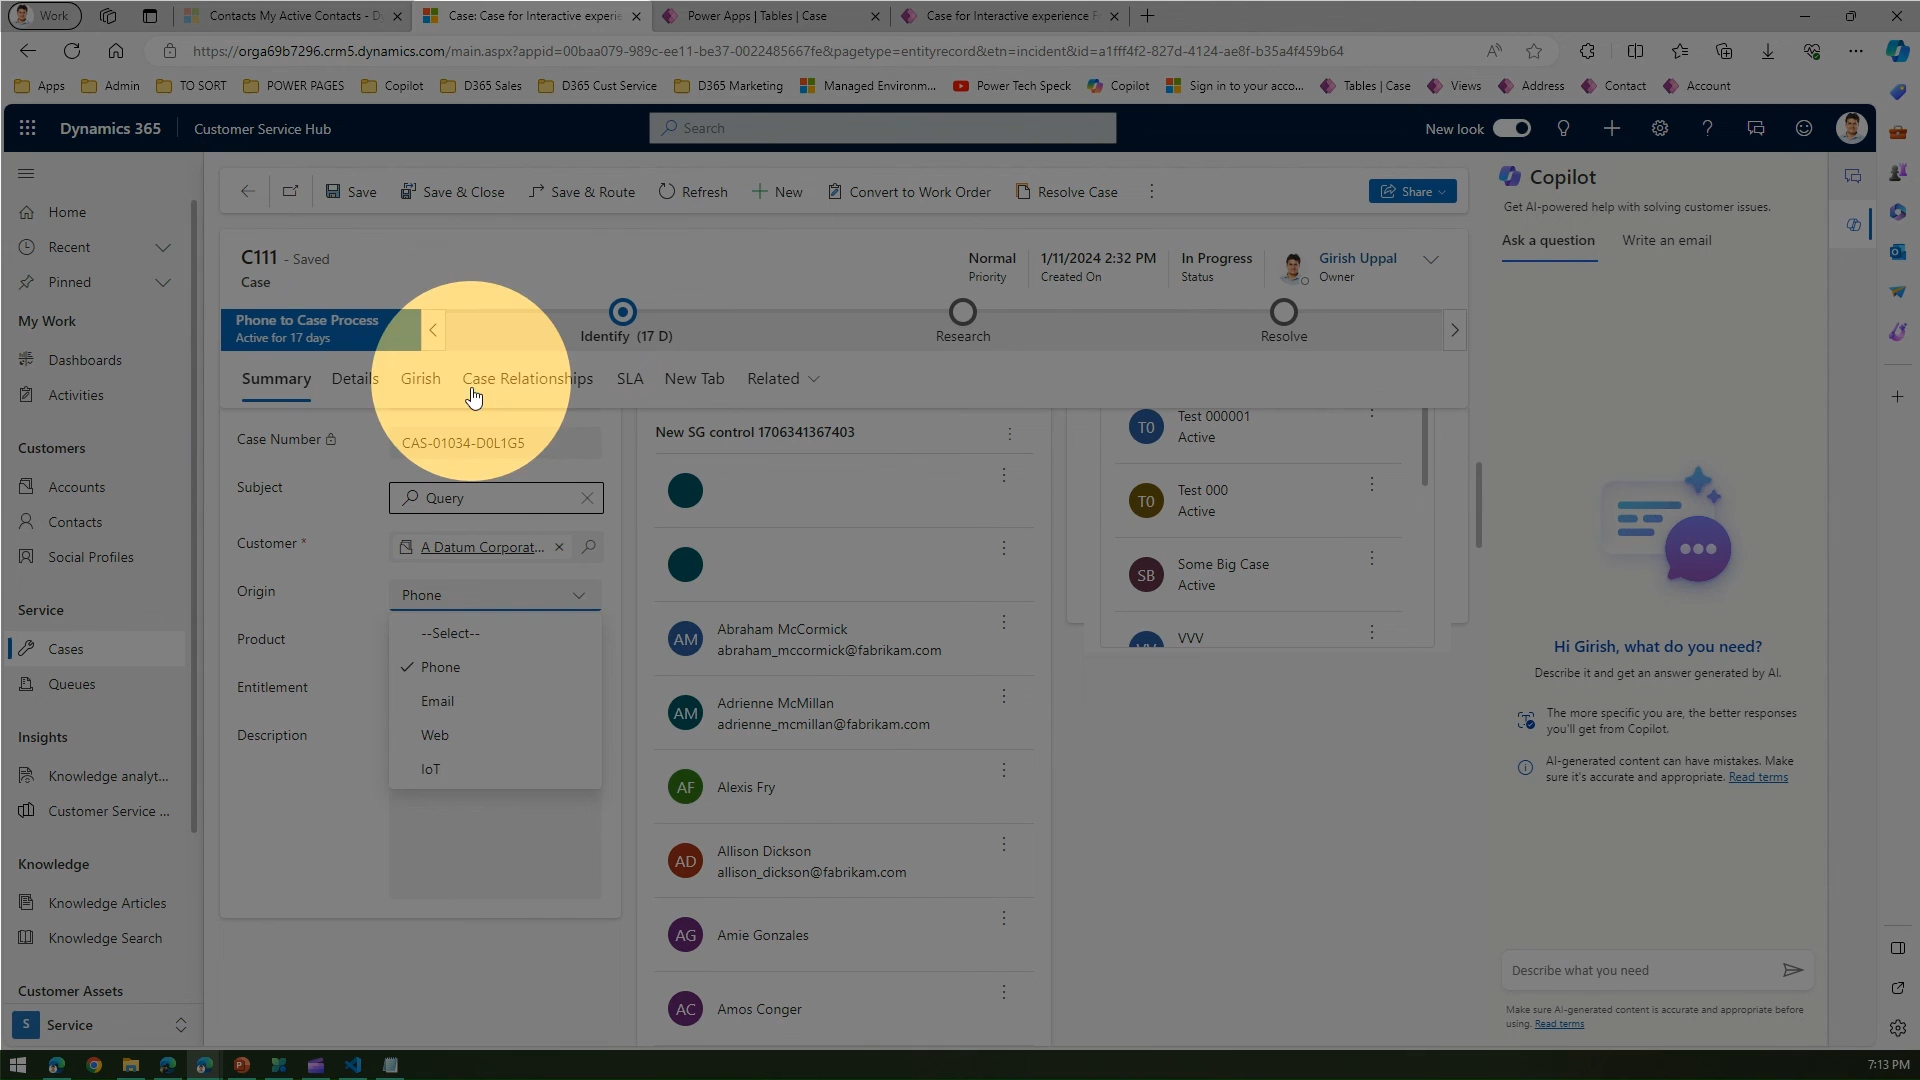 Work
Contacts My Active Contacts - D
Case: Case for Interactive experie
Power Apps | Tables | Case
Case for Interactive experience F
https://orga69b7296.crm5.dynamics.com/main.aspx?appid=00baa079-989c-ee11-be37-0022485667fe&pagetype=entityrecord&etn=incident&id=a1fff4f2-827d-4124-ae8f-b35a4f459b64
Apps
Admin
TO SORT
POWER PAGES
Copilot
D365 Sales
D365 Cust Service
D365 Marketing
Managed Environm...
Power Tech Speck
Copilot
Sign in to your acco...
Tables | Case
Views
Address
Contact
Account
Dynamics 365
Customer Service Hub
Search
New look
Home
Recent
Pinned
My Work
Dashboards
Activities
Customers
Accounts
Contacts
Social Profiles
Service
Cases
Queues
Insights
Knowledge analyt...
Customer Service ...
Knowledge
Knowledge Articles
Knowledge Search
Customer Assets
S
Service
Save
Save & Close
Save & Route
Refresh
New
Convert to Work Order
Resolve Case
Share
C111 - Saved
Case
Normal
Priority
1/11/2024 2:32 PM
Created On
In Progress
Status
Girish Uppal
Owner
Phone to Case Process
Active for 17 days
Identify (17 D)
Research
Resolve
Summary
Details
Girish
Case Relationships
SLA
New Tab
Related
Case Number
CAS-01034-D0L1G5
Subject
Query
Customer *
A Datum Corporat...
Origin
Phone
--Select--
Phone
Email
Web
IoT
Product
Entitlement
Description
New SG control 1706341367403
AM
Abraham McCormick
abraham_mccormick@fabrikam.com
AM
Adrienne McMillan
adrienne_mcmillan@fabrikam.com
AF
Alexis Fry
AD
Allison Dickson
allison_dickson@fabrikam.com
AG
Amie Gonzales
AC
Amos Conger
T0
Test 000001
Active
T0
Test 000
Active
SB
Some Big Case
Active
VVV
Copilot
Get AI-powered help with solving customer issues.
Ask a question
Write an email
Hi Girish, what do you need?
Describe it and get an answer generated by AI.
The more specific you are, the better responses
you'll get from Copilot.
AI-generated content can have mistakes. Make
sure it's accurate and appropriate. Read terms
Describe what you need
Make sure AI-generated content is accurate and appropriate before
using. Read terms
7:13 PM